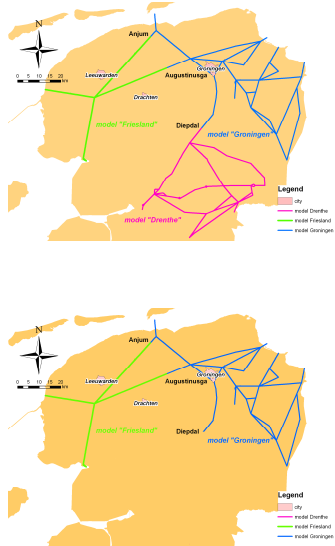 N
Anjum
Groningen
Leeuwarden
Augustinusga
0 5 10 15 20
km
Drachten
Diepdal
model "Friesland"
model "Groningen"
Legend
city
model "Drenthe"
model Drenthe
model Friesland
model Groningen
N
Anjum
Groningen
Leeuwarden
Augustinusga
0 5 10 15 20
km
Drachten
Diepdal
model "Friesland"
model "Groningen"
Legend
city
model Drenthe
model Friesland
model Groningen